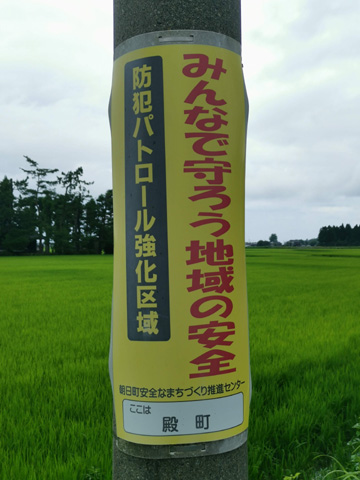 みんなで守ろう地域の安全
防犯パトロール強化区域
朝日町安全なまちづくり推進センター
ここは
殿町